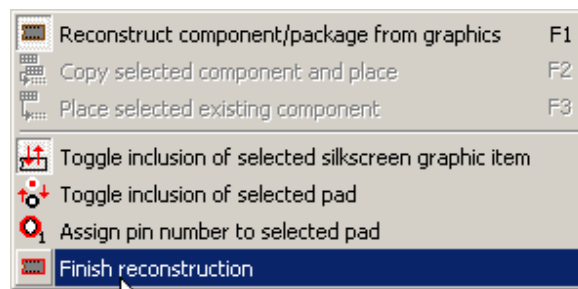 Reconstruct component/package from graphics F1
Copy selected component and place F2
Place selected existing component F3
Toggle inclusion of selected silkscreen graphic item
Toggle inclusion of selected pad
Assign pin number to selected pad
Finish reconstruction